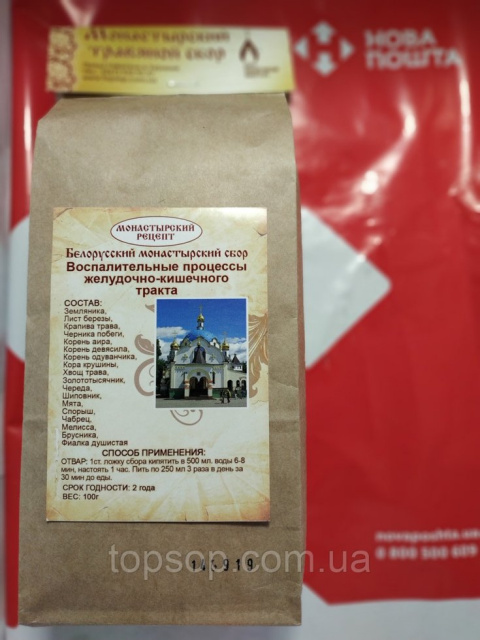 Монастырский
травяной сбор
НОВА
ПОШТА
МОНАСТЫРСКИЙ
РЕЦЕПТ
Белорусский монастырский сбор
Воспалительные процессы
желудочно-кишечного
тракта
СОСТАВ:
Земляника,
Лист березы,
Крапива трава,
Черника побеги,
Корень аира,
Корень девясила,
Корень одуванчика,
Кора крушины,
Хвощ трава,
Золототысячник,
Череда,
Шиповник,
Мята,
Спорыш,
Чабрец,
Мелисса,
Брусника,
Фиалка душистая
СПОСОБ ПРИМЕНЕНИЯ:
ОТВАР: 1ст. ложку сбора кипятить в 500 мл. воды 6-8
мин, настоять 1 час. Пить по 250 мл 3 раза в день за
30 мин до еды.
СРОК ГОДНОСТИ: 2 года
ВЕС: 100г
novaposhta.ua
0 800 500 609
topsop.com.ua